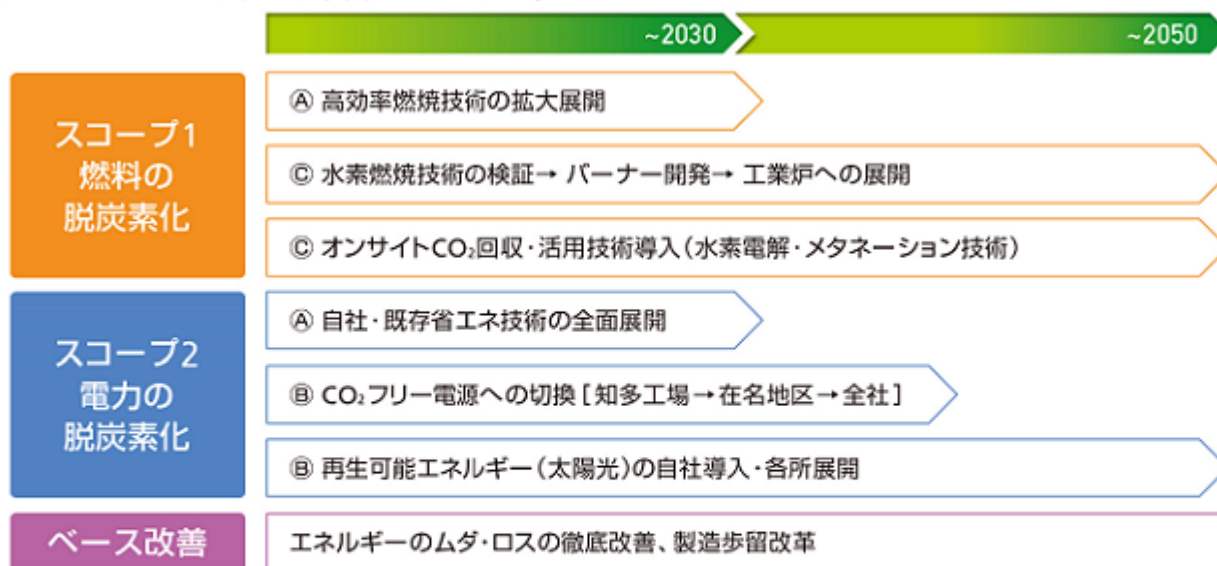 ~2030
~2050
スコープ1
燃料の
脱炭素化
Ⓐ 高効率燃焼技術の拡大展開
Ⓒ 水素燃焼技術の検証→ バーナー開発→ 工業炉への展開
Ⓒ オンサイトCO₂回収・活用技術導入（水素電解・メタネーション技術）
スコープ2
電力の
脱炭素化
Ⓐ 自社・既存省エネ技術の全面展開
Ⓑ CO₂フリー電源への切換［知多工場→在名地区→全社］
Ⓑ 再生可能エネルギー（太陽光）の自社導入・各所展開
ベース改善
エネルギーのムダ・ロスの徹底改善、製造歩留改革